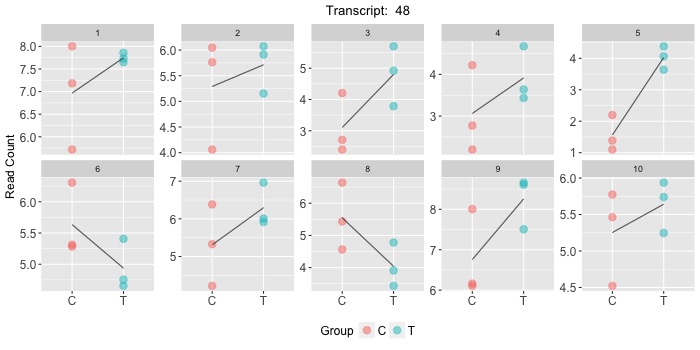 Transcript: 48
Read Count
1 2 3 4 5
8.0 7.5 7.0 6.5 6.0
6.0 5.5 5.0 4.5 4.0
5 4 3
4 3
4 3 2 1
6 7 8 9 10
6.0 5.5 5.0
7 6 5
6 5 4
9 8 7 6
6.0 5.5 5.0 4.5
C T C T C T C T C T
Group C T